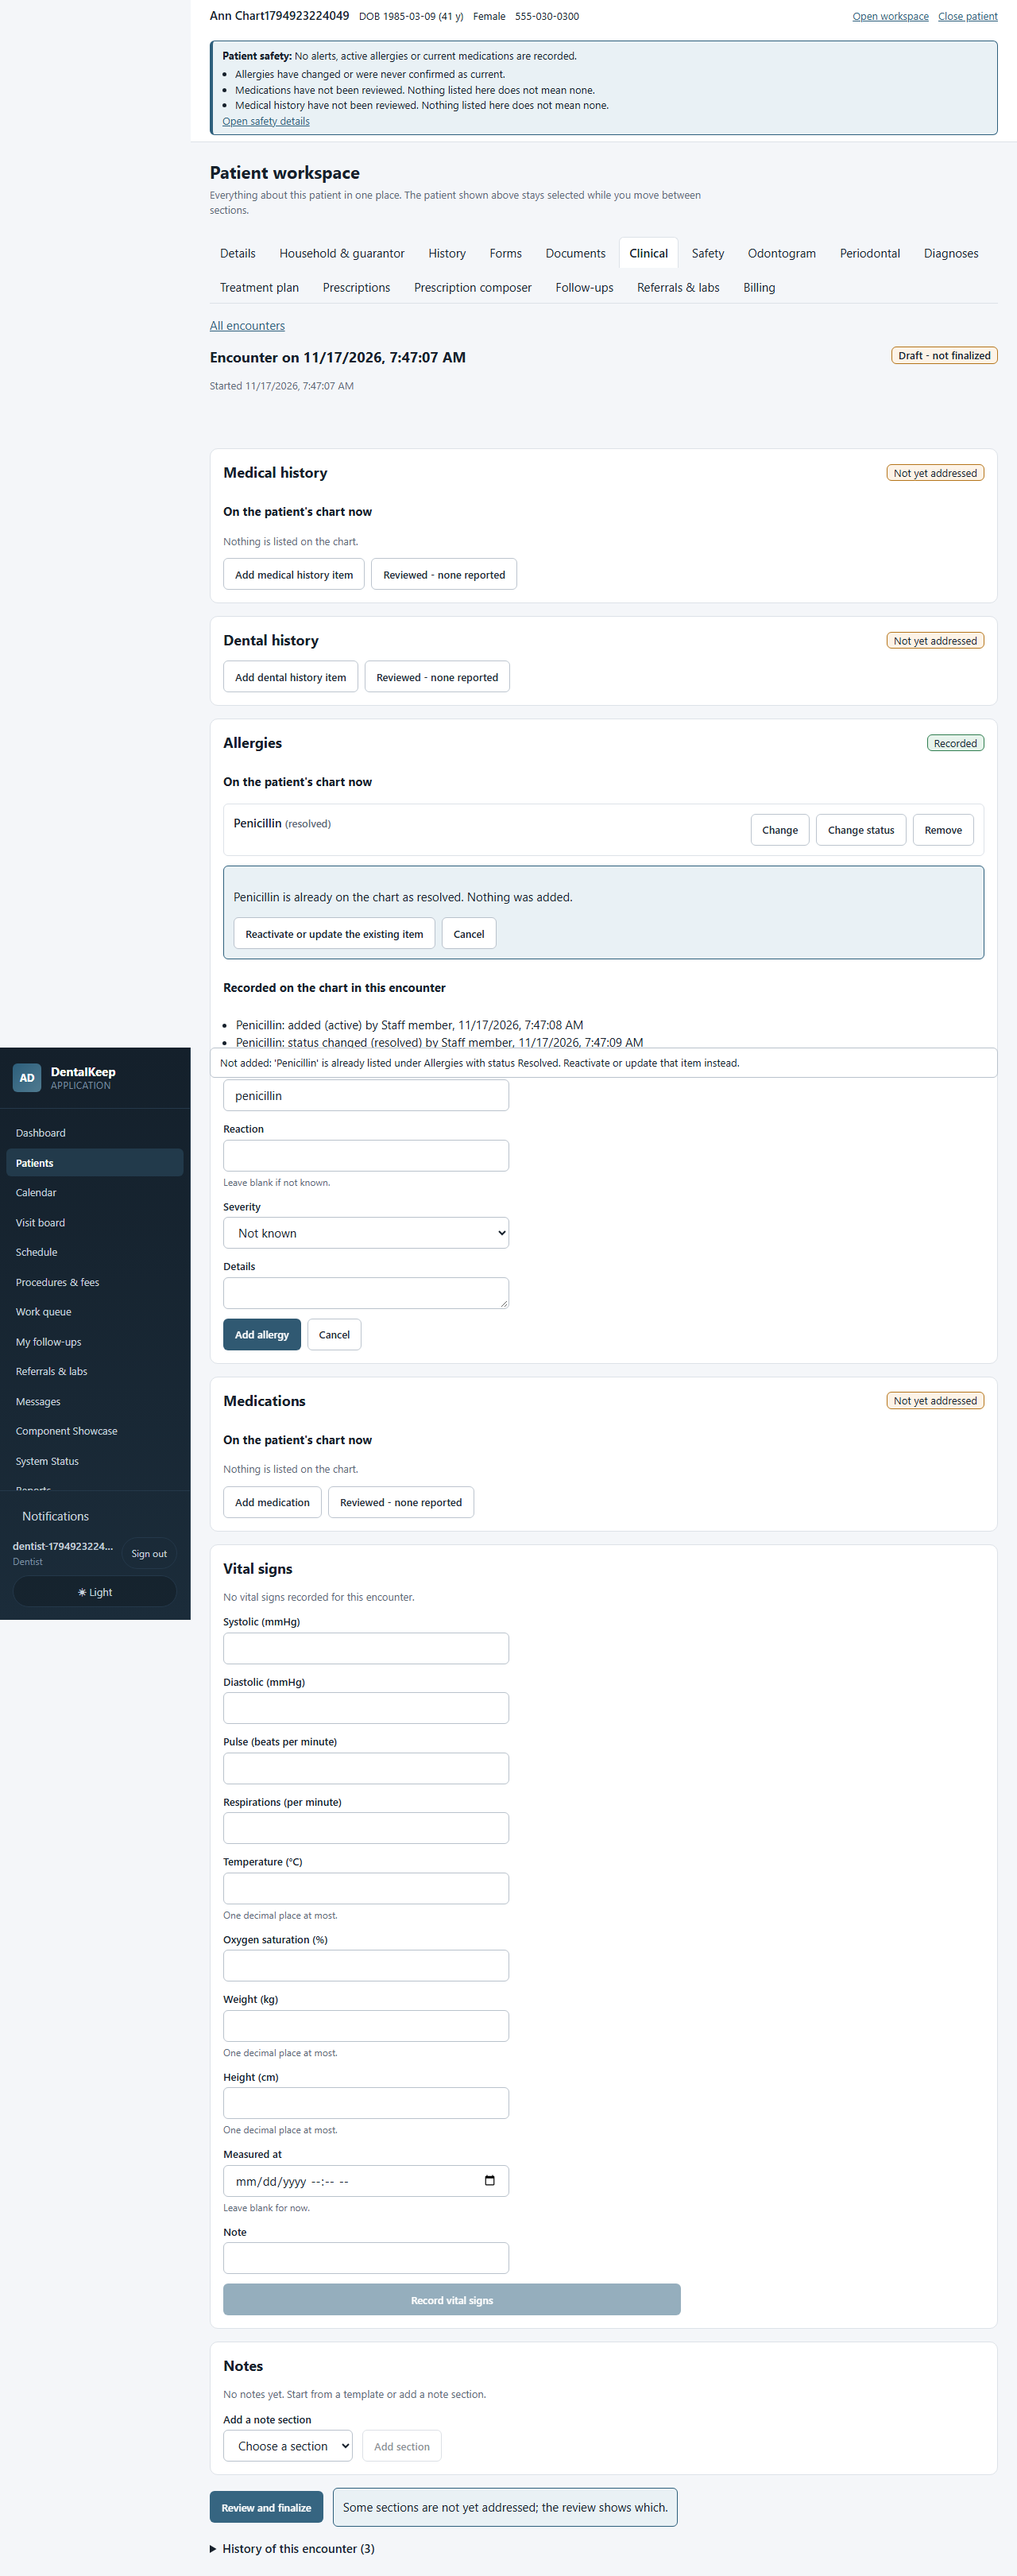 Ann Chart1794923224049 DOB 1985-03-09 (41 y) Female 555-030-0300 Open workspace Close patient
Patient safety: No alerts, active allergies or current medications are recorded.
Allergies have changed or were never confirmed as current.
Medications have not been reviewed. Nothing listed here does not mean none.
Medical history have not been reviewed. Nothing listed here does not mean none.
Open safety details
Patient workspace
Everything about this patient in one place. The patient shown above stays selected while you move between
sections.
Details Household & guarantor History Forms Documents Clinical Safety Odontogram Periodontal Diagnoses
Treatment plan Prescriptions Prescription composer Follow-ups Referrals & labs Billing
All encounters
Encounter on 11/17/2026, 7:47:07 AM Draft - not finalized
Started 11/17/2026, 7:47:07 AM
Medical history Not yet addressed
On the patient's chart now
Nothing is listed on the chart.
Add medical history item Reviewed - none reported
Dental history Not yet addressed
Add dental history item Reviewed - none reported
Allergies Recorded
On the patient's chart now
Penicillin (resolved) Change Change status Remove
Penicillin is already on the chart as resolved. Nothing was added.
Reactivate or update the existing item Cancel
Recorded on the chart in this encounter
Penicillin: added (active) by Staff member, 11/17/2026, 7:47:08 AM
Penicillin: status changed (resolved) by Staff member, 11/17/2026, 7:47:09 AM
Not added: 'Penicillin' is already listed under Allergies with status Resolved. Reactivate or update that item instead.
penicillin
Reaction
Leave blank if not known.
Severity
Not known
Details
Add allergy Cancel
Medications Not yet addressed
On the patient's chart now
Nothing is listed on the chart.
Add medication Reviewed - none reported
Vital signs
No vital signs recorded for this encounter.
Systolic (mmHg)
Diastolic (mmHg)
Pulse (beats per minute)
Respirations (per minute)
Temperature (°C)
One decimal place at most.
Oxygen saturation (%)
Weight (kg)
One decimal place at most.
Height (cm)
One decimal place at most.
Measured at
mm/dd/yyyy --:-- --
Leave blank for now.
Note
Record vital signs
Notes
No notes yet. Start from a template or add a note section.
Add a note section
Choose a section Add section
Review and finalize Some sections are not yet addressed; the review shows which.
History of this encounter (3)
AD DentalKeep
APPLICATION
Dashboard
Patients
Calendar
Visit board
Schedule
Procedures & fees
Work queue
My follow-ups
Referrals & labs
Messages
Component Showcase
System Status
Reports
Notifications
dentist-1794923224... Sign out
Dentist
☀ Light